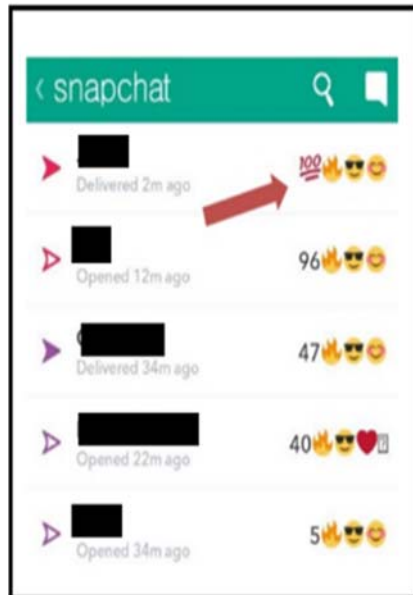 snapchat
Delivered 2m ago
💯🔥😎😊
Opened 12m ago
96🔥😎😊
Delivered 34m ago
47🔥😎😊
Opened 22m ago
40🔥😎❤️
Opened 34m ago
5🔥😎😊